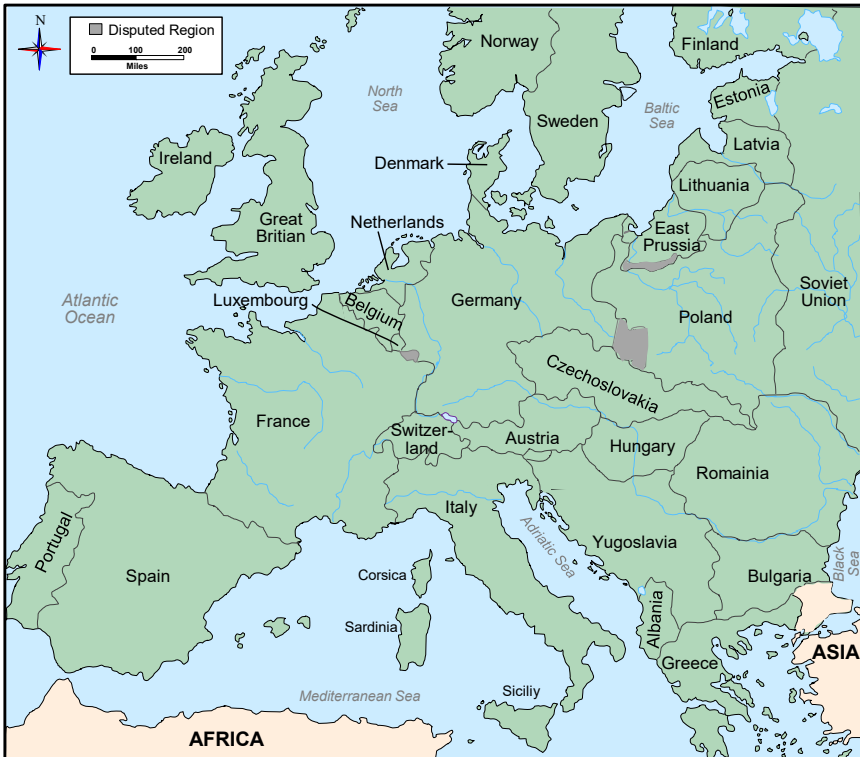 N
Disputed Region
0 100 200
Miles
Norway
Finland
North
Sea
Baltic
Sea
Estonia
Sweden
Latvia
Ireland
Denmark
Lithuania
Great
Britian
Netherlands
East
Prussia
Soviet
Union
Atlantic
Ocean
Luxembourg
Belgium
Germany
Poland
Czechoslovakia
France
Switzer-
land
Austria
Hungary
Romainia
Italy
Portugal
Spain
Adriatic Sea
Yugoslavia
Black
Sea
Corsica
Bulgaria
Sardinia
Albania
ASIA
Greece
Mediterranean Sea
Siciliy
AFRICA